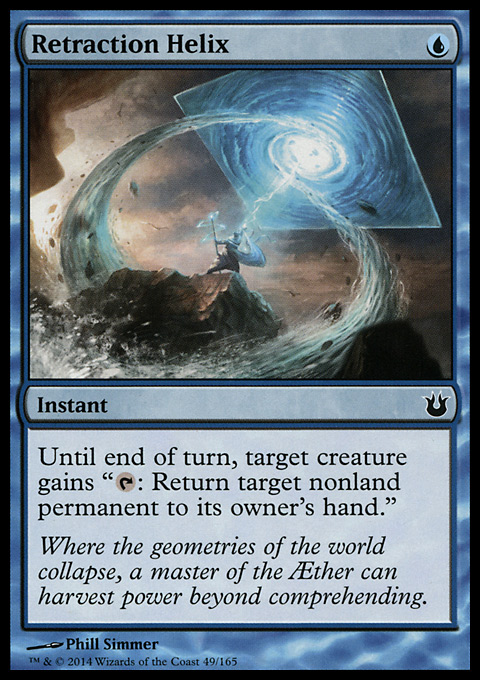 Retraction Helix
Instant
Until end of turn, target creature
gains “: Return target nonland
permanent to its owner’s hand.”
Where the geometries of the world
collapse, a master of the Æther can
harvest power beyond comprehending.
Phill Simmer
™ & © 2014 Wizards of the Coast 49/165